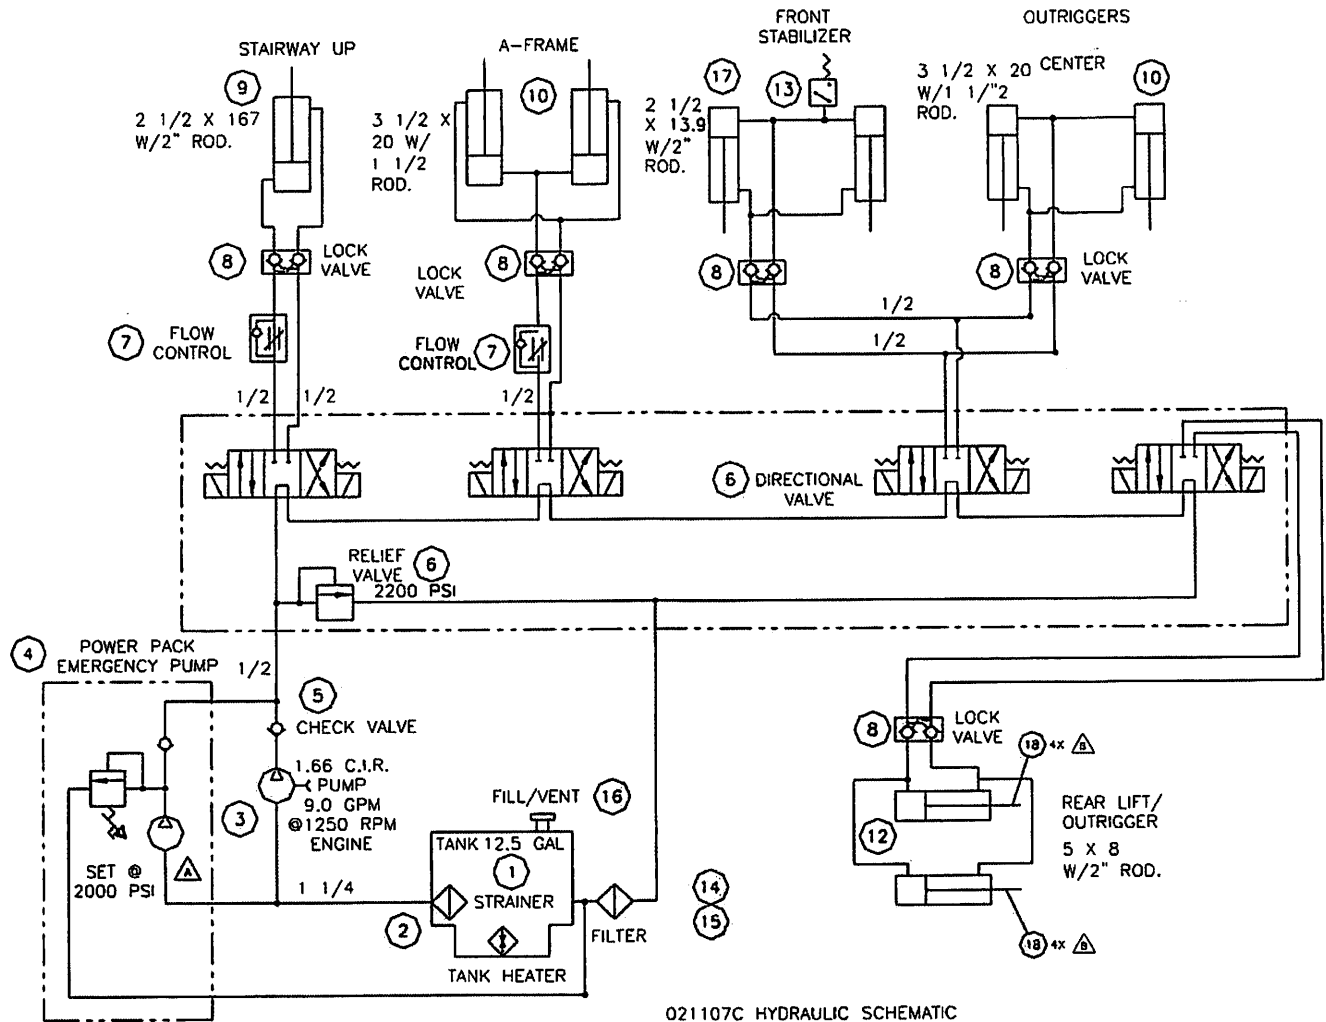 STAIRWAY UP
9
2 1/2 X 167
W/2" ROD.
A-FRAME
10
3 1/2 X
20 W/
1 1/2
ROD.
FRONT
STABILIZER
17
13
2 1/2
X 13.9
W/2"
ROD.
OUTRIGGERS
CENTER
10
3 1/2 X 20
W/1 1/"2
ROD.
8
LOCK
VALVE
8
LOCK
VALVE
8
8
LOCK
VALVE
7
FLOW
CONTROL
FLOW
CONTROL
7
1/2
1/2
1/2 1/2
1/2
6
DIRECTIONAL
VALVE
RELIEF
VALVE
6
2200 PSI
4
POWER PACK
EMERGENCY PUMP
1/2
5
CHECK VALVE
1.66 C.I.R.
PUMP
9.0 GPM
@1250 RPM
ENGINE
3
SET @
2000 PSI
A
1 1/4
FILL/VENT
16
TANK 12.5 GAL
1
STRAINER
2
FILTER
TANK HEATER
14
15
8
LOCK
VALVE
18 4X B
12
REAR LIFT/
OUTRIGGER
5 X 8
W/2" ROD.
18 4X B
021107C HYDRAULIC SCHEMATIC